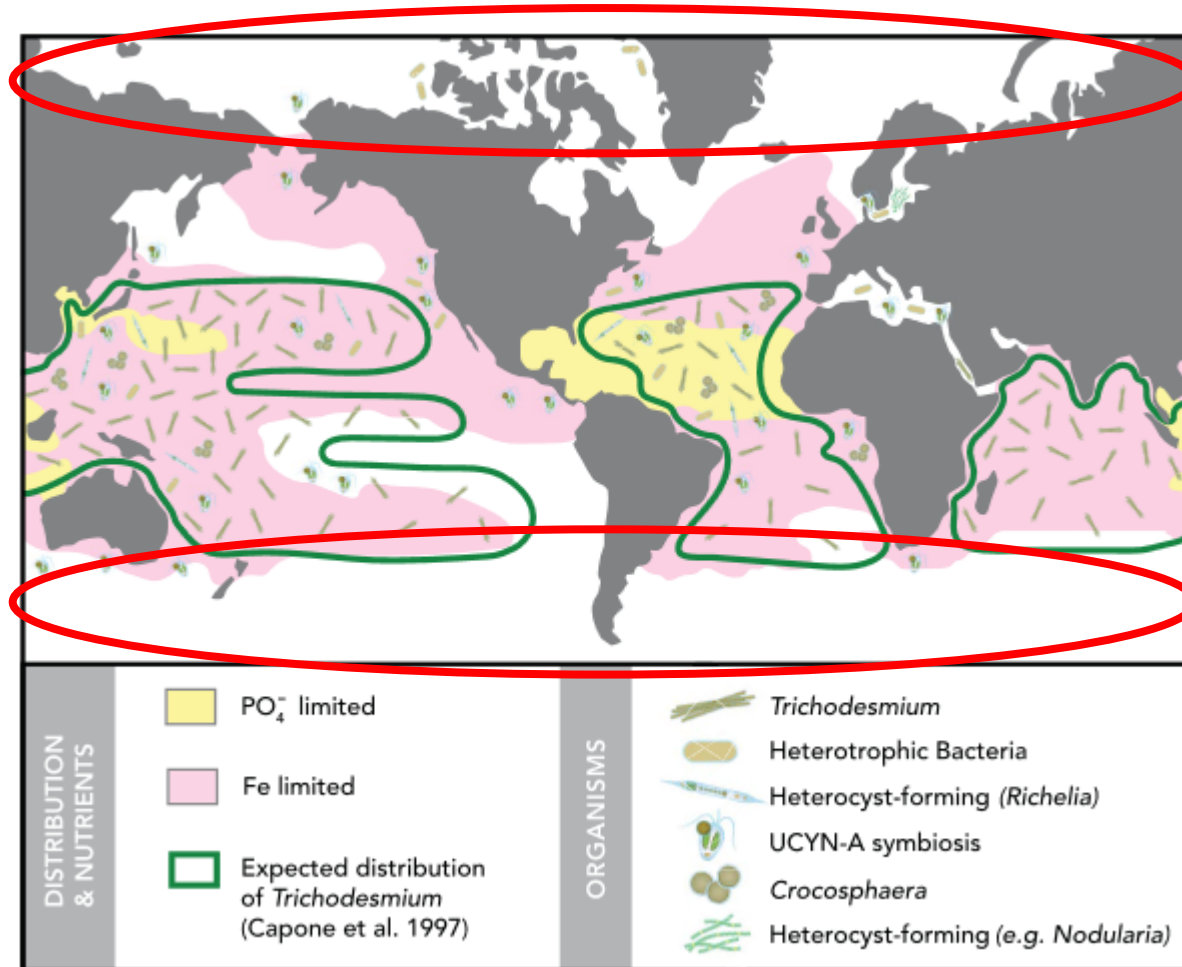 DISTRIBUTION
& NUTRIENTS
PO₄⁻ limited
Fe limited
Expected distribution
of Trichodesmium
(Capone et al. 1997)
ORGANISMS
Trichodesmium
Heterotrophic Bacteria
Heterocyst-forming (Richelia)
UCYN-A symbiosis
Crocosphaera
Heterocyst-forming (e.g. Nodularia)